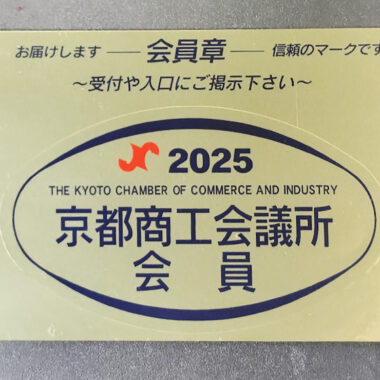 お届けします ── 会員章 ── 信頼のマークです
～受付や入口にご掲示下さい～
2025
THE KYOTO CHAMBER OF COMMERCE AND INDUSTRY
京都商工会議所
会員